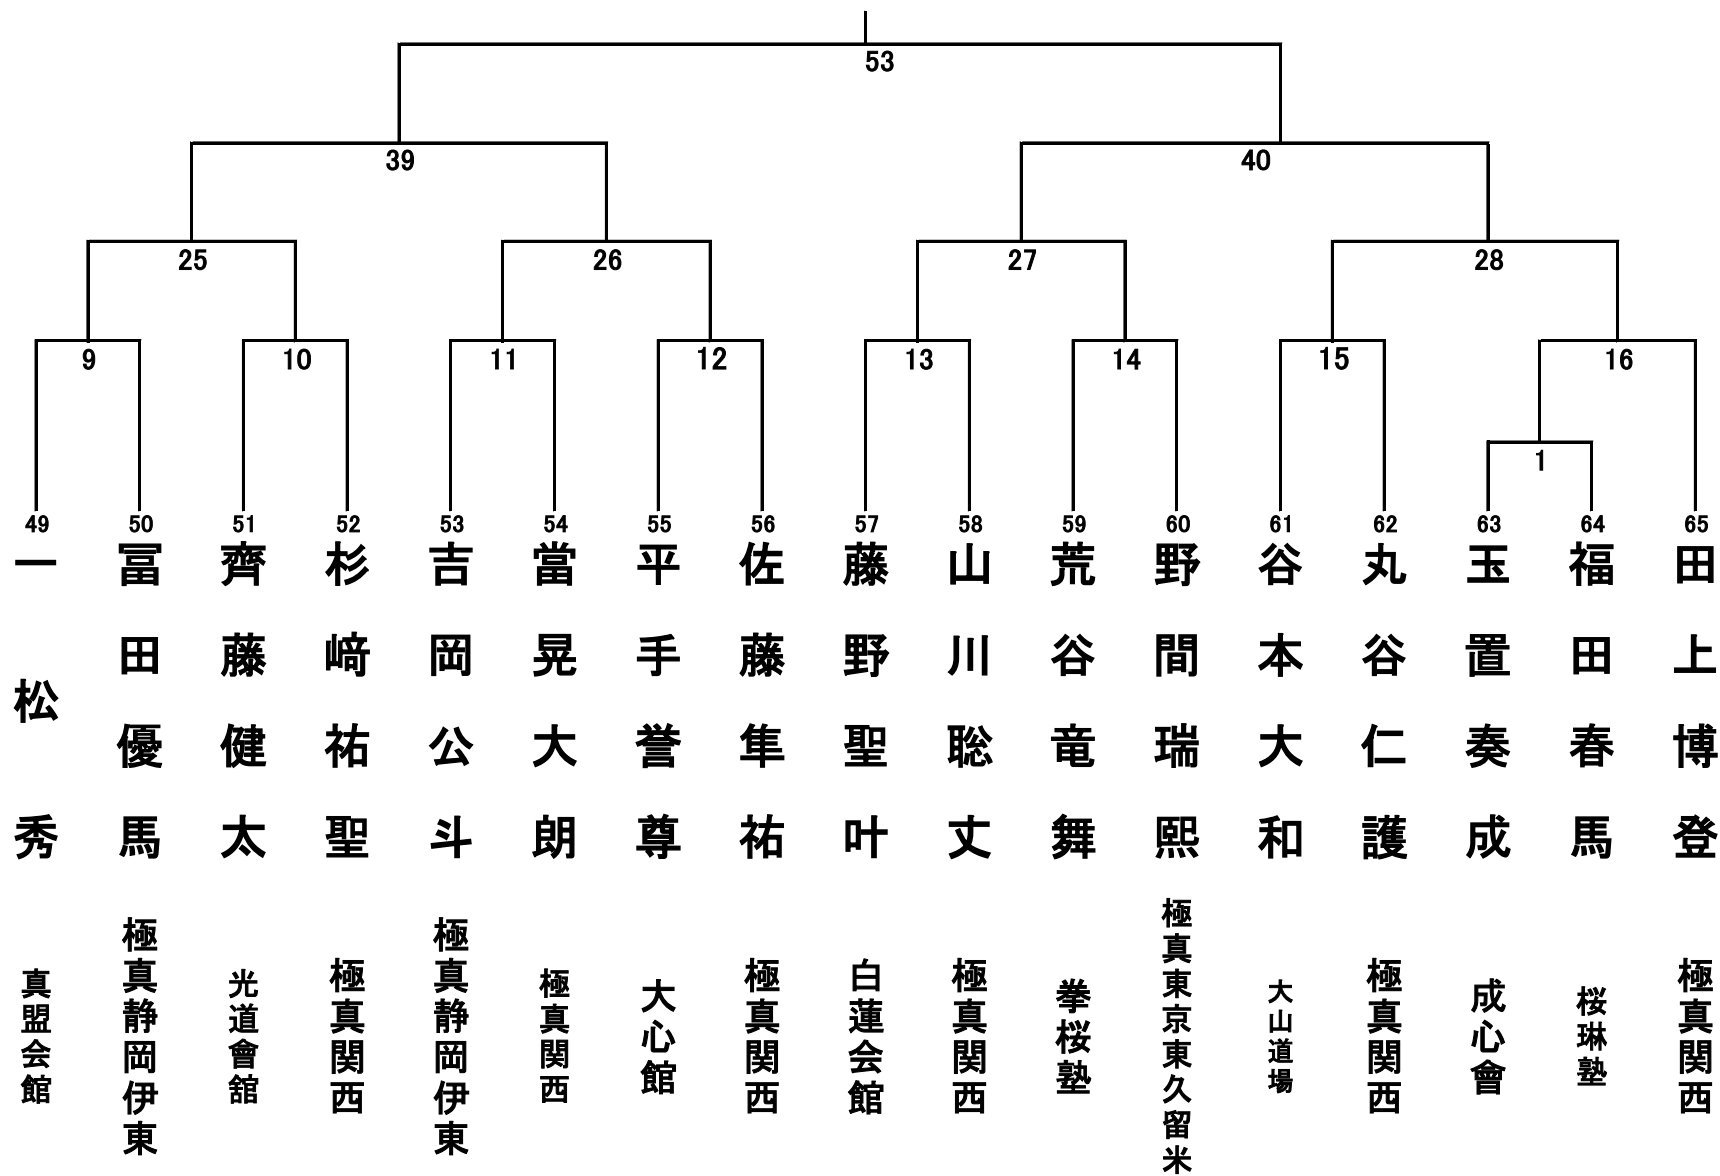 53
39
40
25
26
27
28
9
10
11
12
13
14
15
16
1
49
一松秀
真盟会館
50
冨田優馬
極真静岡伊東
51
齊藤健太
光道會舘
52
杉﨑祐聖
極真関西
53
吉岡公斗
極真静岡伊東
54
當晃大朗
極真関西
55
平手誉尊
大心館
56
佐藤隼祐
極真関西
57
藤野聖叶
白蓮会館
58
山川聡丈
極真関西
59
荒谷竜舞
拳桜塾
60
野間瑞熙
極真東京東久留米
61
谷本大和
大山道場
62
丸谷仁護
極真関西
63
玉置奏成
成心會
64
福田春馬
桜琳塾
65
田上博登
極真関西